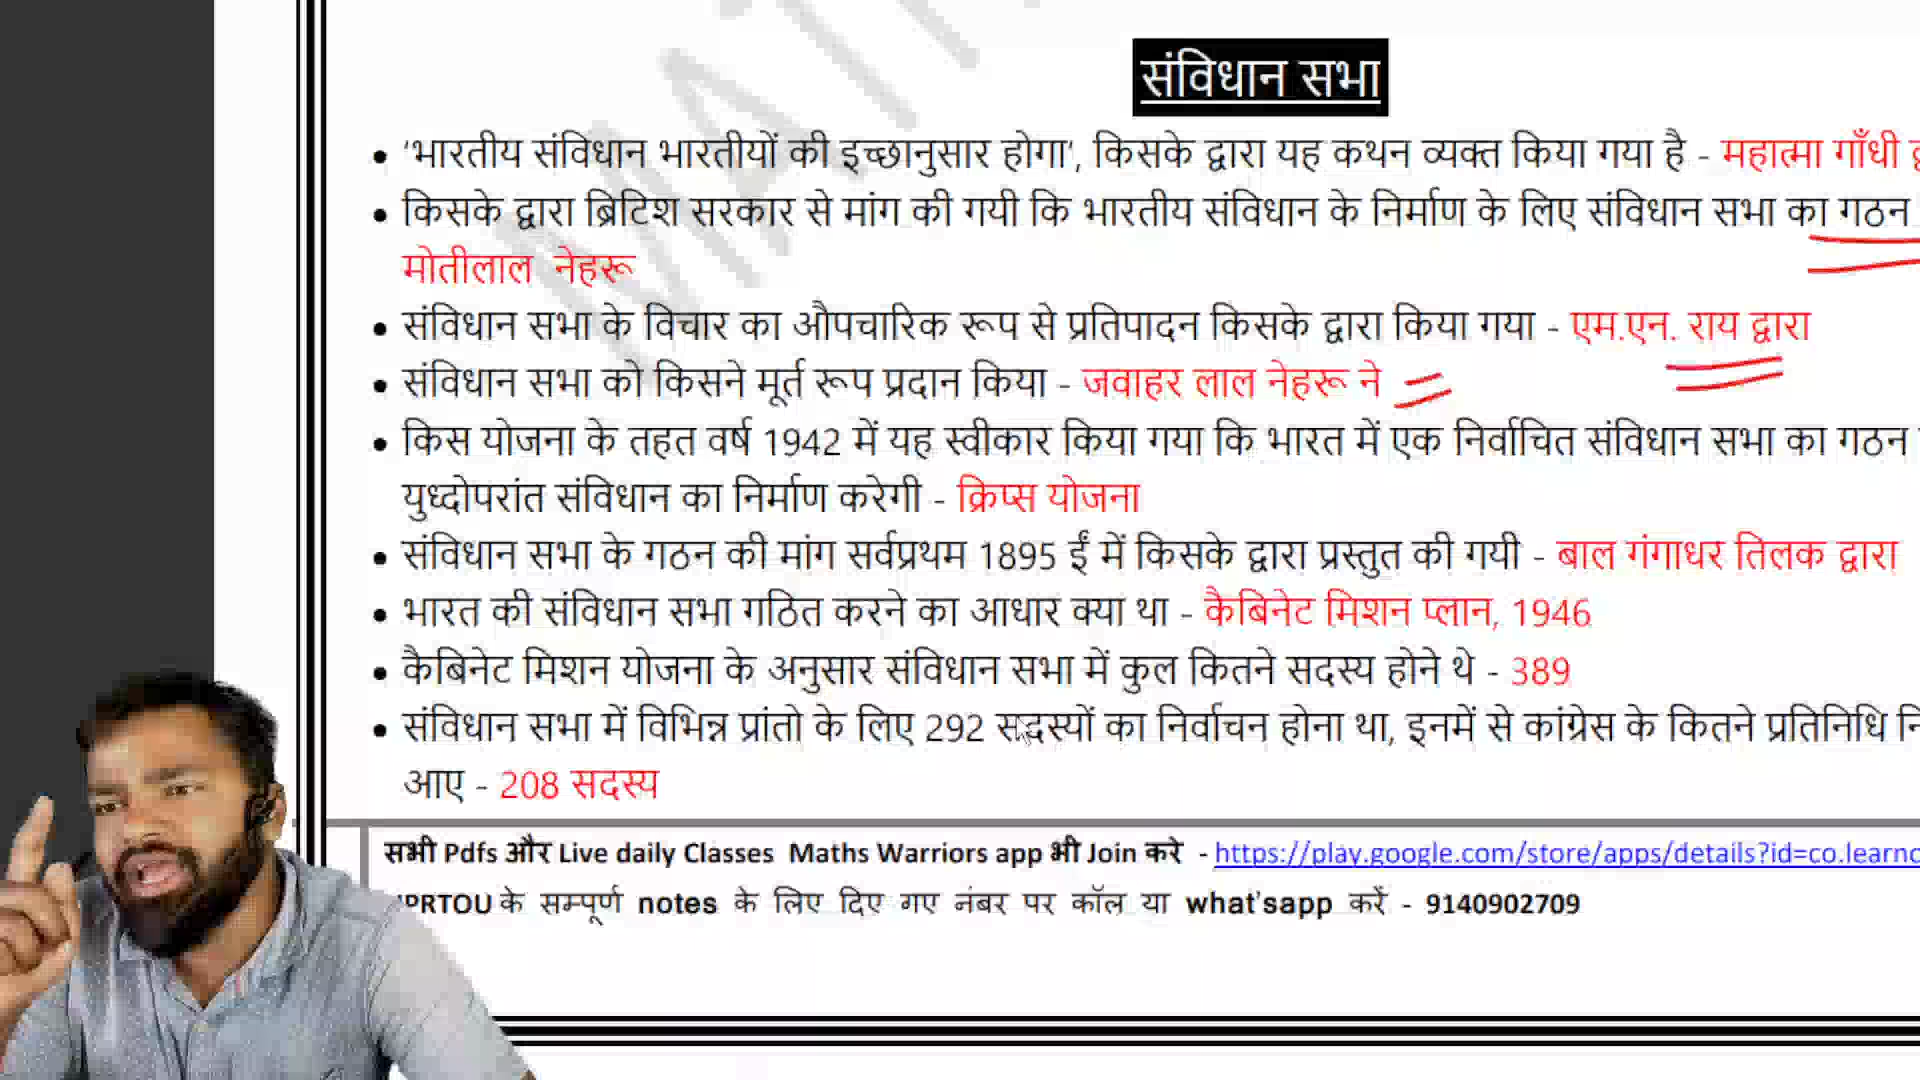 MAT
संविधान सभा
• ‘भारतीय संविधान भारतीयों की इच्छानुसार होगा’, किसके द्वारा यह कथन व्यक्त किया गया है - महात्मा गाँधी
• किसके द्वारा ब्रिटिश सरकार से मांग की गयी कि भारतीय संविधान के निर्माण के लिए संविधान सभा का गठन
मोतीलाल नेहरू
• संविधान सभा के विचार का औपचारिक रूप से प्रतिपादन किसके द्वारा किया गया - एम.एन. राय द्वारा
• संविधान सभा को किसने मूर्त रूप प्रदान किया - जवाहर लाल नेहरू ने
• किस योजना के तहत वर्ष 1942 में यह स्वीकार किया गया कि भारत में एक निर्वाचित संविधान सभा का गठन
युध्दोपरांत संविधान का निर्माण करेगी - क्रिप्स योजना
• संविधान सभा के गठन की मांग सर्वप्रथम 1895 ईं में किसके द्वारा प्रस्तुत की गयी - बाल गंगाधर तिलक द्वारा
• भारत की संविधान सभा गठित करने का आधार क्या था - कैबिनेट मिशन प्लान, 1946
• कैबिनेट मिशन योजना के अनुसार संविधान सभा में कुल कितने सदस्य होने थे - 389
• संविधान सभा में विभिन्न प्रांतो के लिए 292 सदस्यों का निर्वाचन होना था, इनमें से कांग्रेस के कितने प्रतिनिधि
आए - 208 सदस्य
सभी Pdfs और Live daily Classes Maths Warriors app भी Join करे - https://play.google.com/store/apps/details?id=co.learnc
PRTOU के सम्पूर्ण notes के लिए दिए गए नंबर पर कॉल या what'sapp करें - 9140902709